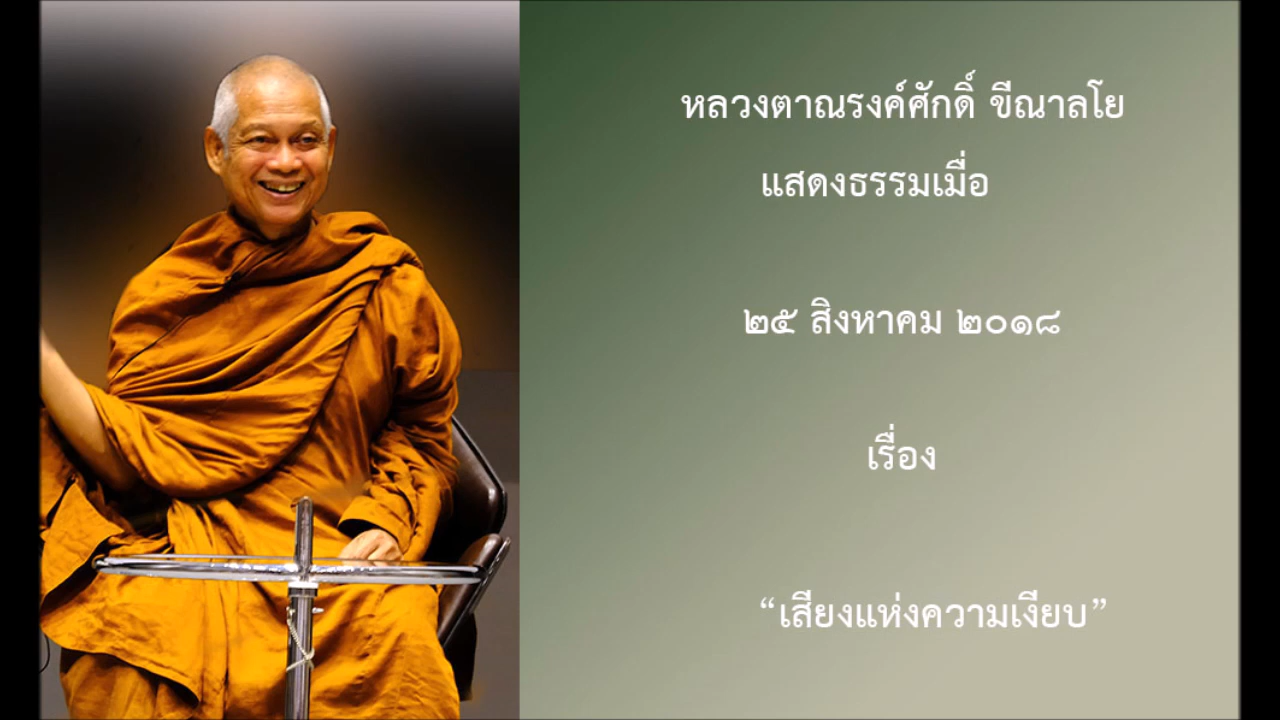 หลวงตาณรงค์ศักดิ์ ขีณาลโย
แสดงธรรมเมื่อ
๒๕ สิงหาคม ๒๐๑๘
เรื่อง
“เสียงแห่งความเงียบ”